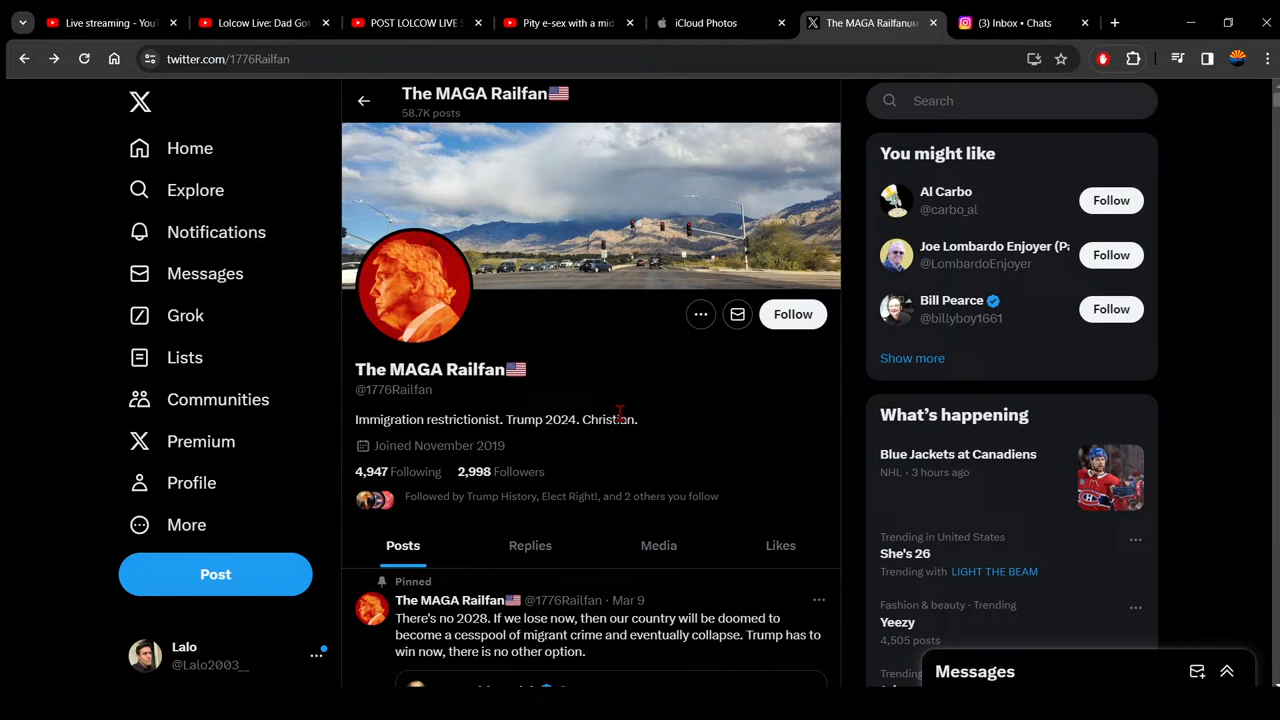 Live streaming - You
Lolcow Live: Dad Got
POST LOLCOW LIVE S
Pity e-sex with a mid
iCloud Photos
The MAGA Railfan
(3) Inbox • Chats
twitter.com/1776Railfan
The MAGA Railfan🇺🇸
58.7K posts
Search
Home
Explore
Notifications
Messages
Grok
Lists
Communities
Premium
Profile
More
Post
Lalo
@Lalo2003__
Follow
The MAGA Railfan🇺🇸
@1776Railfan
Immigration restrictionist. Trump 2024. Christian.
Joined November 2019
4,947 Following 2,998 Followers
Followed by Trump History, Elect Right!, and 2 others you follow
Posts Replies Media Likes
Pinned
The MAGA Railfan🇺🇸 @1776Railfan · Mar 9
There's no 2028. If we lose now, then our country will be doomed to
become a cesspool of migrant crime and eventually collapse. Trump has to
win now, there is no other option.
You might like
Al Carbo
@carbo_al
Follow
Joe Lombardo Enjoyer (Pa
@LombardoEnjoyer
Follow
Bill Pearce
@billyboy1661
Follow
Show more
What's happening
Blue Jackets at Canadiens
NHL · 3 hours ago
Trending in United States
She's 26
Trending with LIGHT THE BEAM
Fashion & beauty · Trending
Yeezy
4,505 posts
Trending
Messages